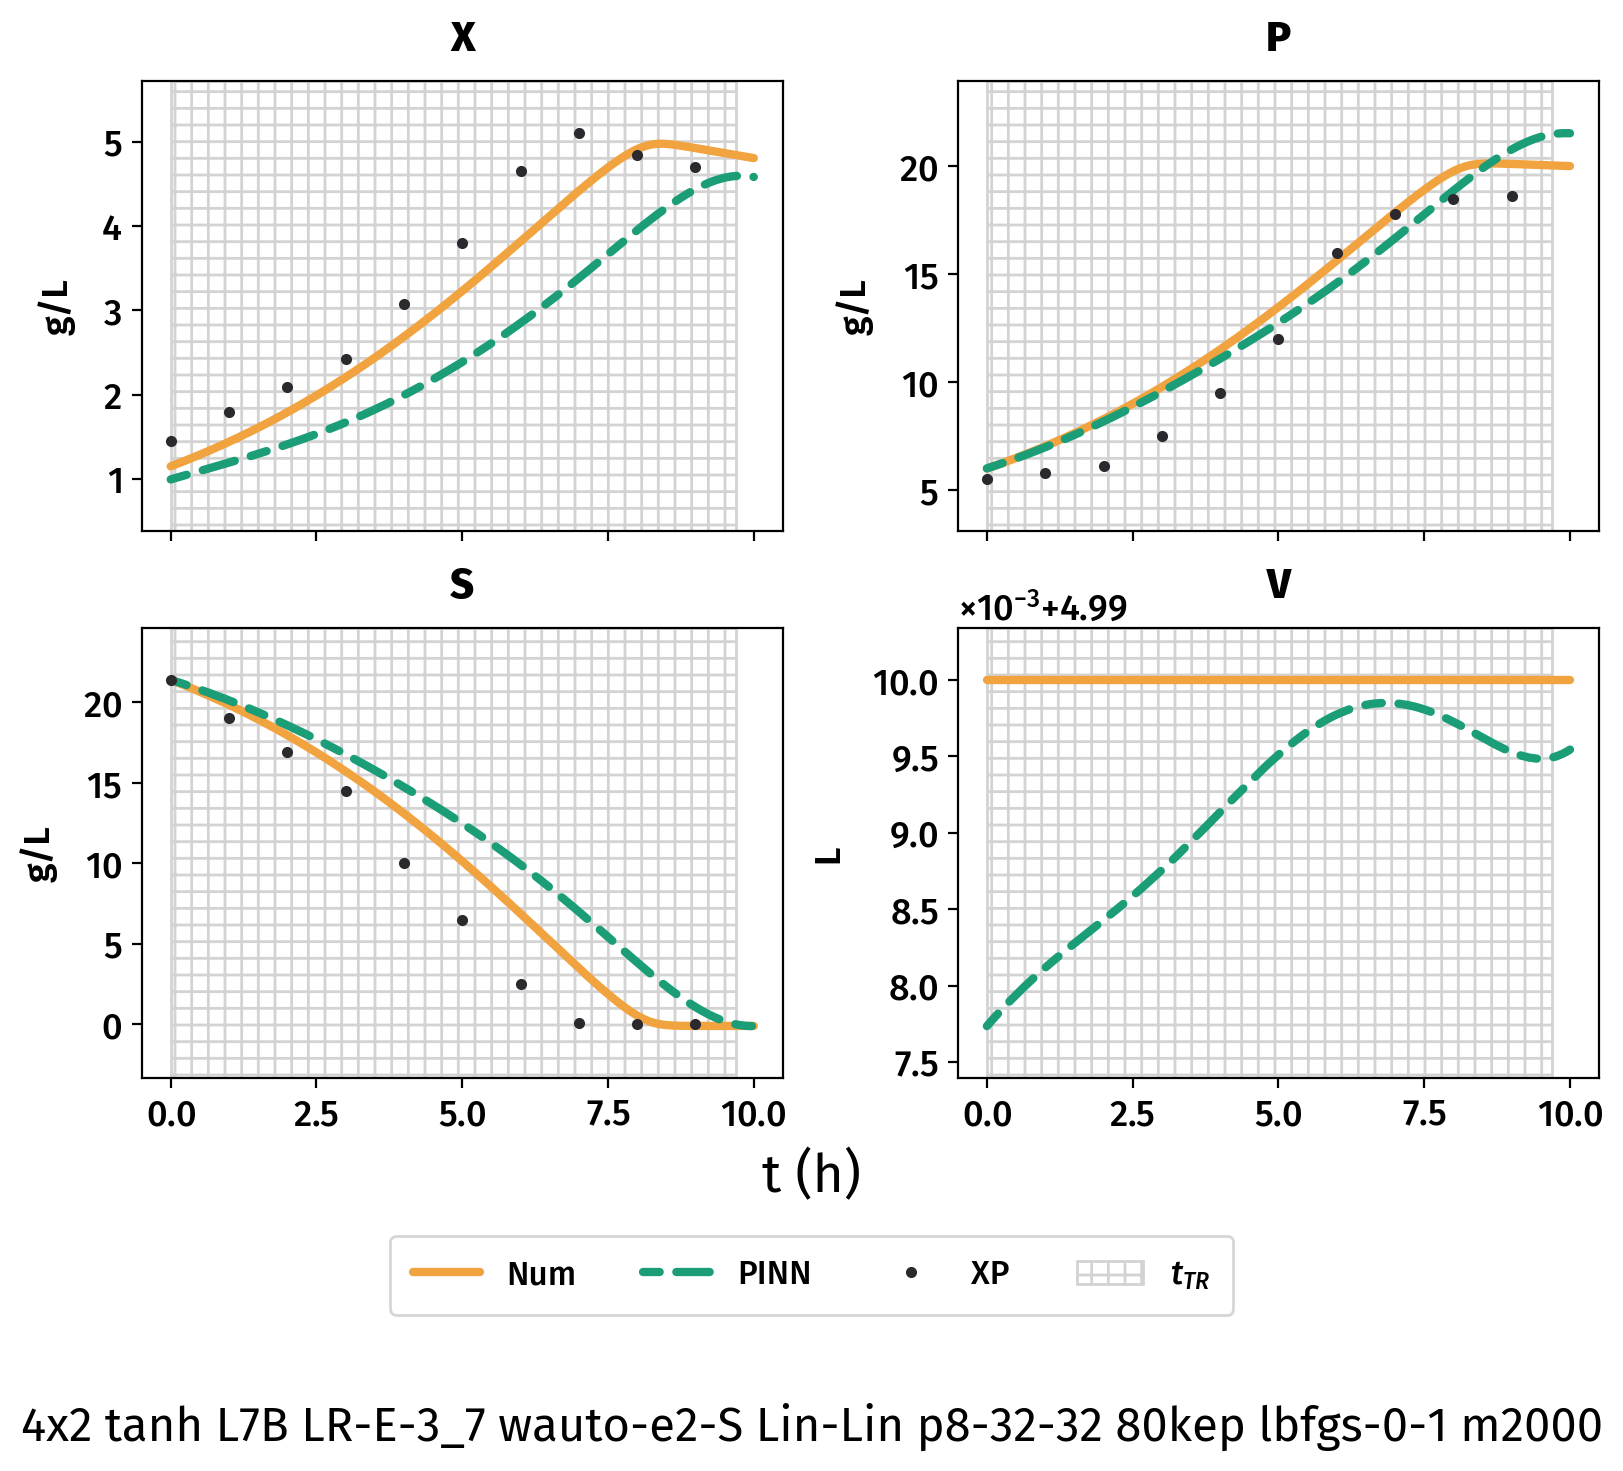 X
P
5
4
3
2
1
g/L
20
15
10
5
g/L
S
V
×10⁻³+4.99
20
15
10
5
0
g/L
10.0
9.5
9.0
8.5
8.0
7.5
L
0.0 2.5 5.0 7.5 10.0
0.0 2.5 5.0 7.5 10.0
t (h)
Num PINN XP t_TR
4x2 tanh L7B LR-E-3_7 wauto-e2-S Lin-Lin p8-32-32 80kep lbfgs-0-1 m2000